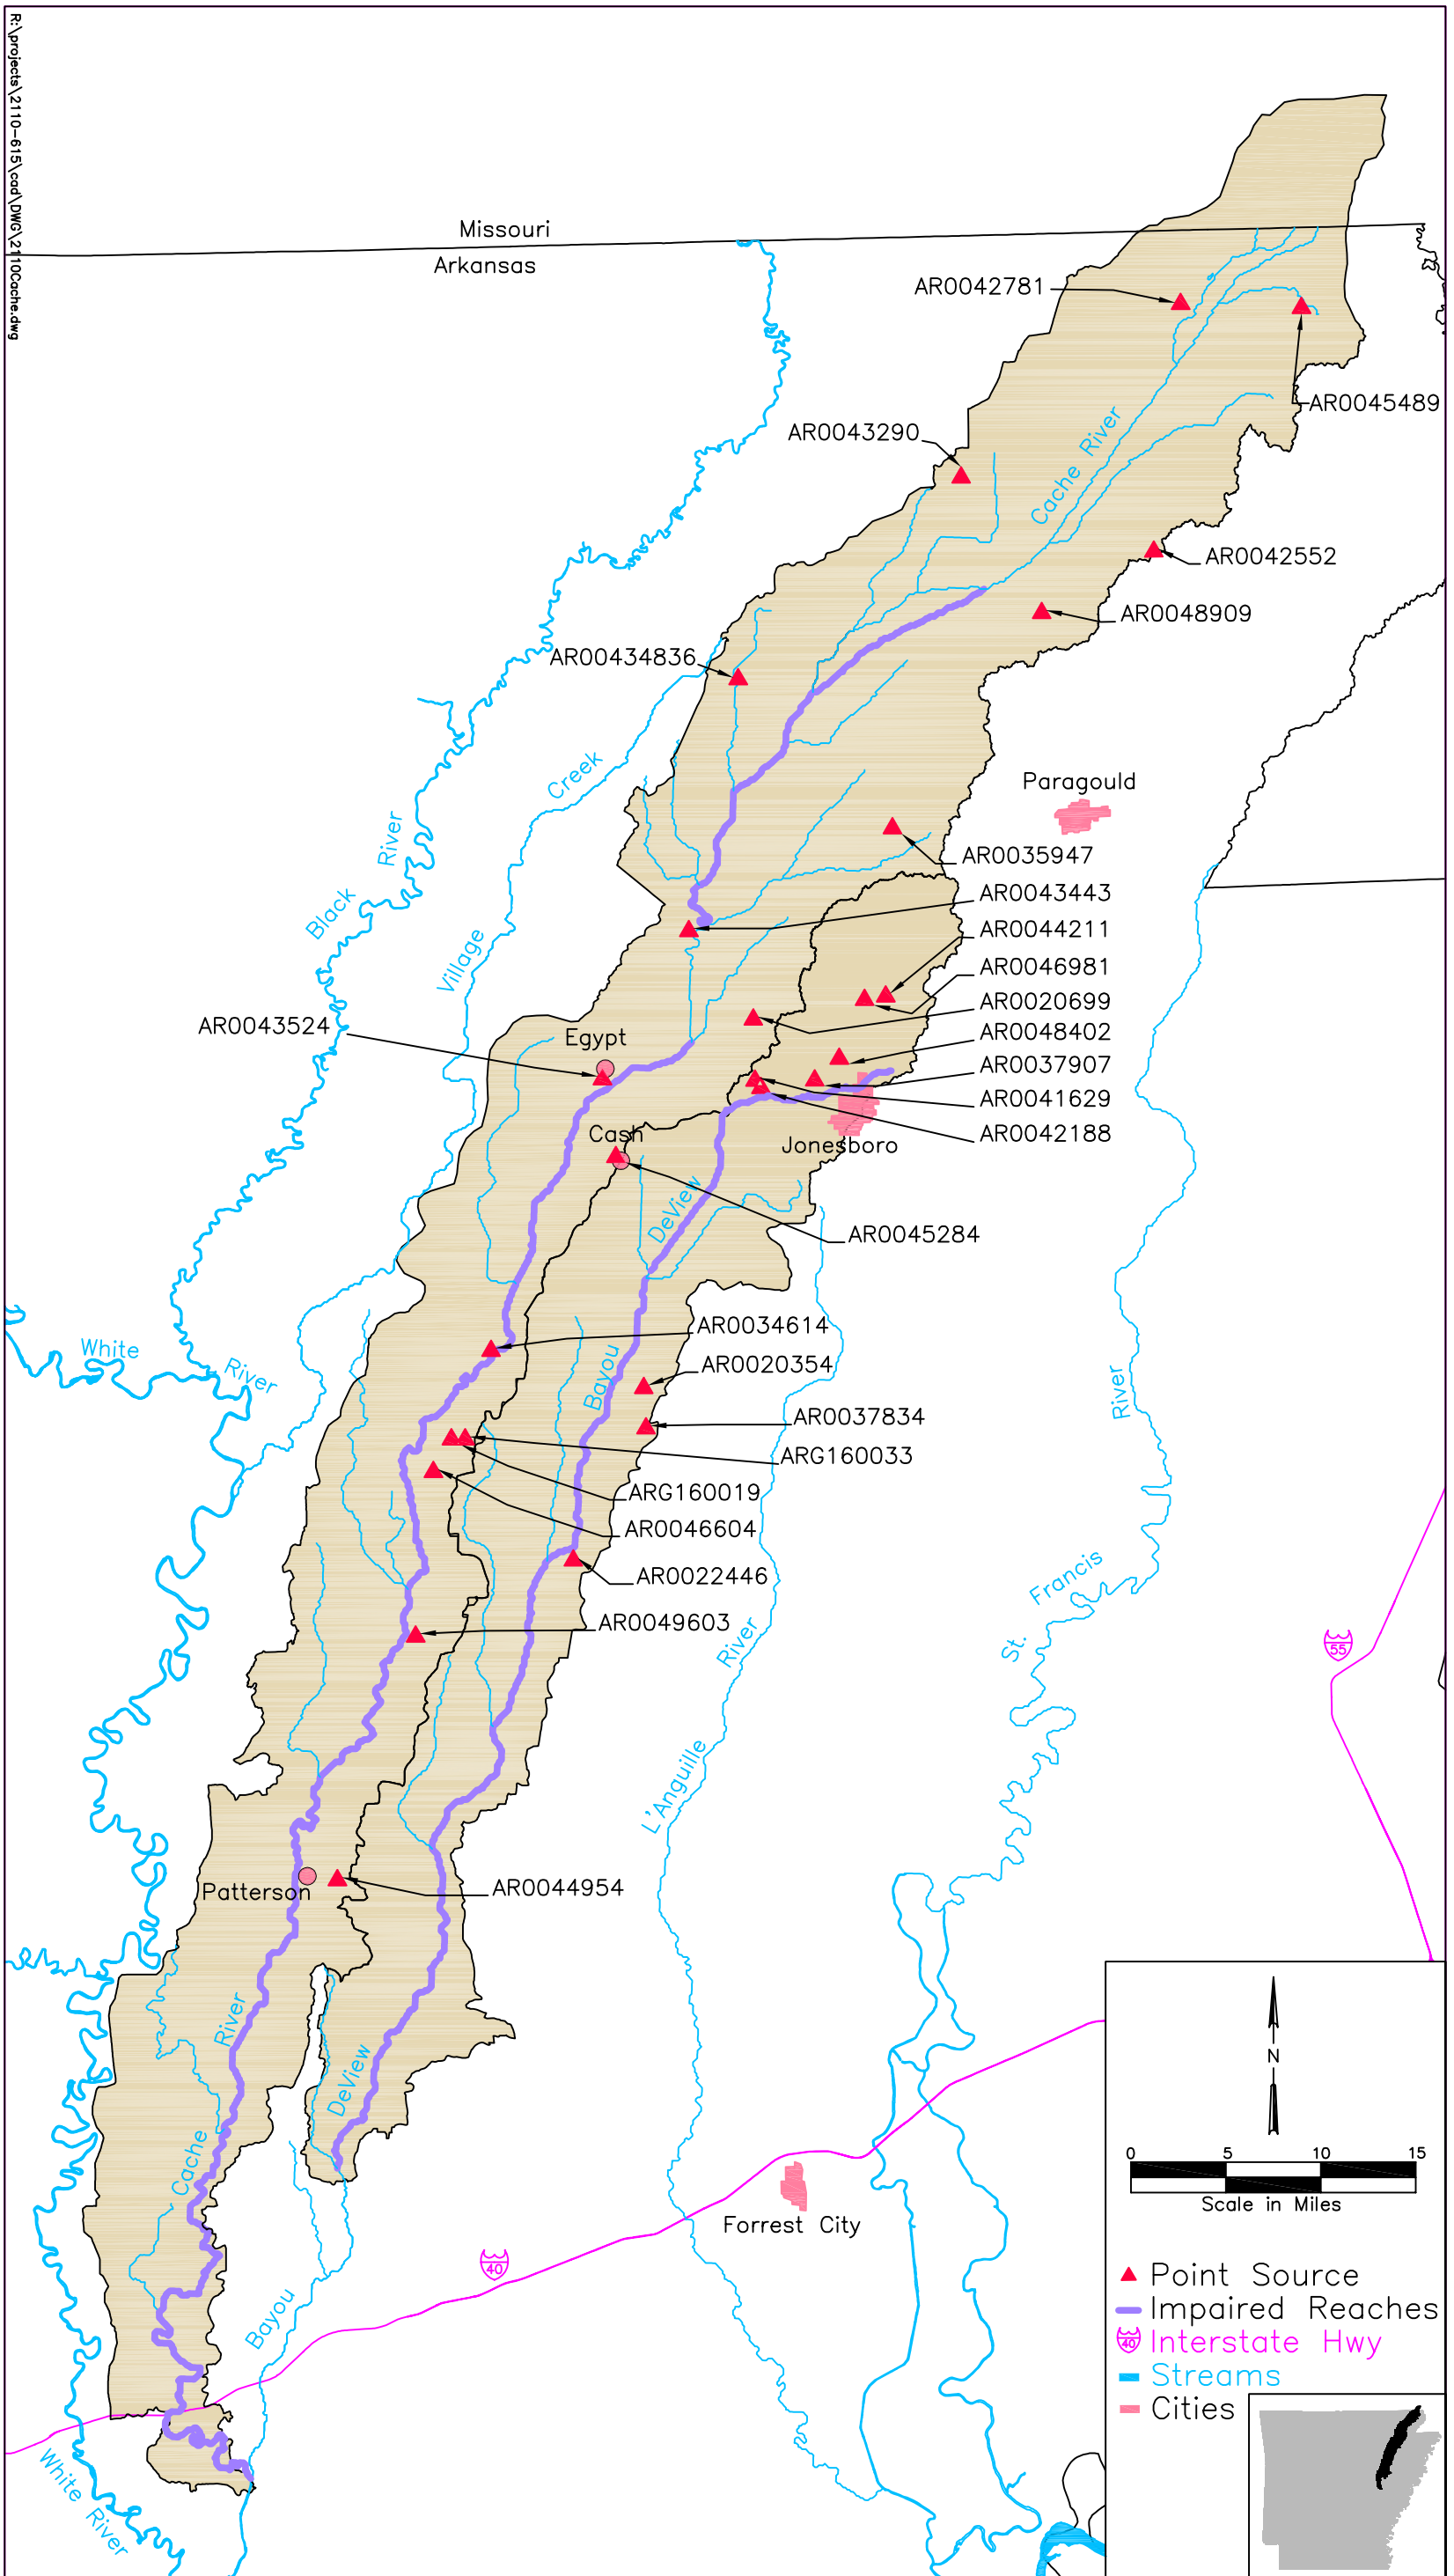 R:\projects\2110-615\cad\DWG\2110Cache.dwg
Missouri
Arkansas
AR0042781
AR0045489
AR0043290
Cache River
AR0042552
AR0048909
AR00434836
Creek
Paragould
River
AR0035947
AR0043443
Black
AR0044211
Village
AR0046981
AR0020699
AR0043524
Egypt
AR0048402
AR0037907
AR0041629
Cash
AR0042188
Jonesboro
DeView
AR0045284
AR0034614
White
River
AR0020354
Bayou
River
AR0037834
ARG160033
ARG160019
AR0046604
AR0022446
Francis
AR0049603
St.
River
55
L'Anguille
AR0044954
Patterson
River
N
DeView
Cache
0 5 10 15
Scale in Miles
Forrest City
40
Bayou
Point Source
Impaired Reaches
40 Interstate Hwy
Streams
Cities
White River